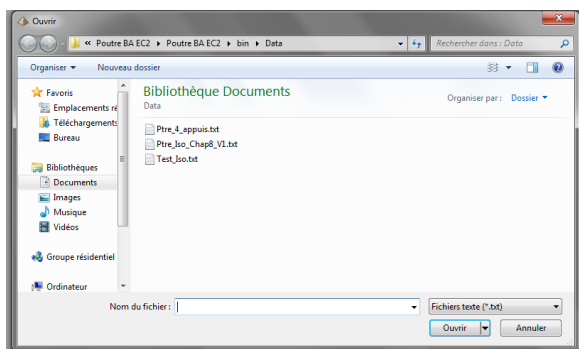 Ouvrir
« Poutre BA EC2 ▸ Poutre BA EC2 ▸ bin ▸ Data
Rechercher dans : Data
Organiser ▾ Nouveau dossier
Favoris
Emplacements ré
Téléchargements
Bureau
Bibliothèques
Documents
Images
Musique
Vidéos
Groupe résidentiel
Ordinateur
Bibliothèque Documents
Data
Organiser par : Dossier ▾
Ptre_4_appuis.txt
Ptre_Iso_Chap8_V1.txt
Test_Iso.txt
Nom du fichier :
Fichiers texte (*.txt)
Ouvrir
Annuler